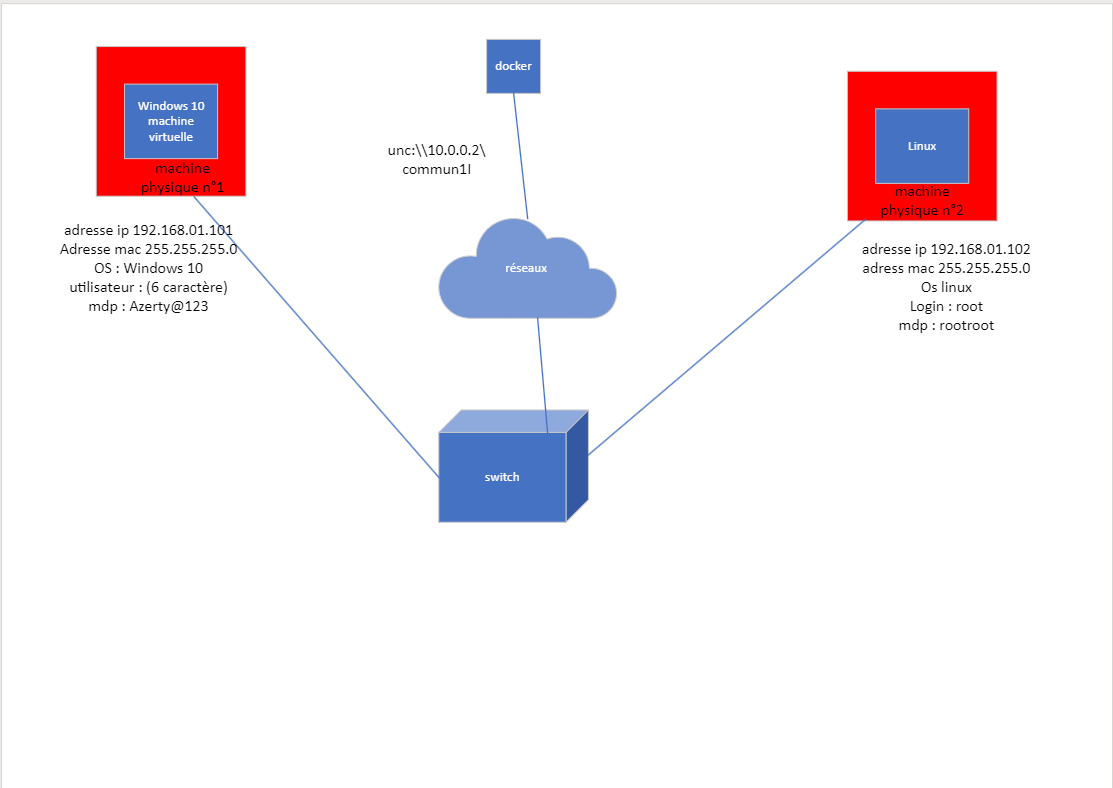 docker
Windows 10
machine
virtuelle
machine
physique n°1
unc:\\10.0.0.2\
commun1l
Linux
machine
physique n°2
adresse ip 192.168.01.101
Adresse mac 255.255.255.0
OS : Windows 10
utilisateur : (6 caractère)
mdp : Azerty@123
réseaux
adresse ip 192.168.01.102
adress mac 255.255.255.0
Os linux
Login : root
mdp : rootroot
switch